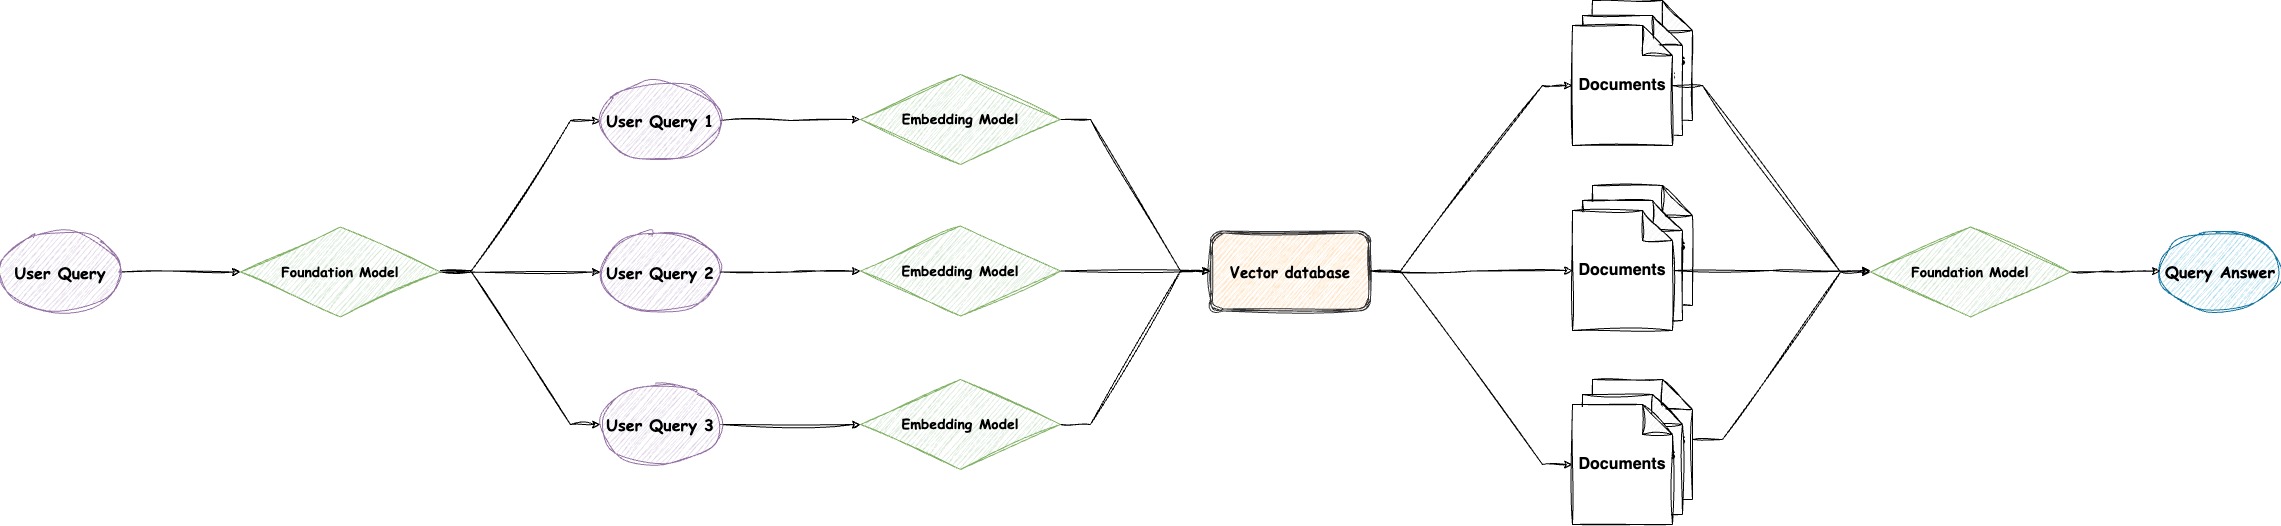 User Query
Foundation Model
User Query 1
User Query 2
User Query 3
Embedding Model
Embedding Model
Embedding Model
Vector database
Documents
Documents
Documents
Foundation Model
Query Answer